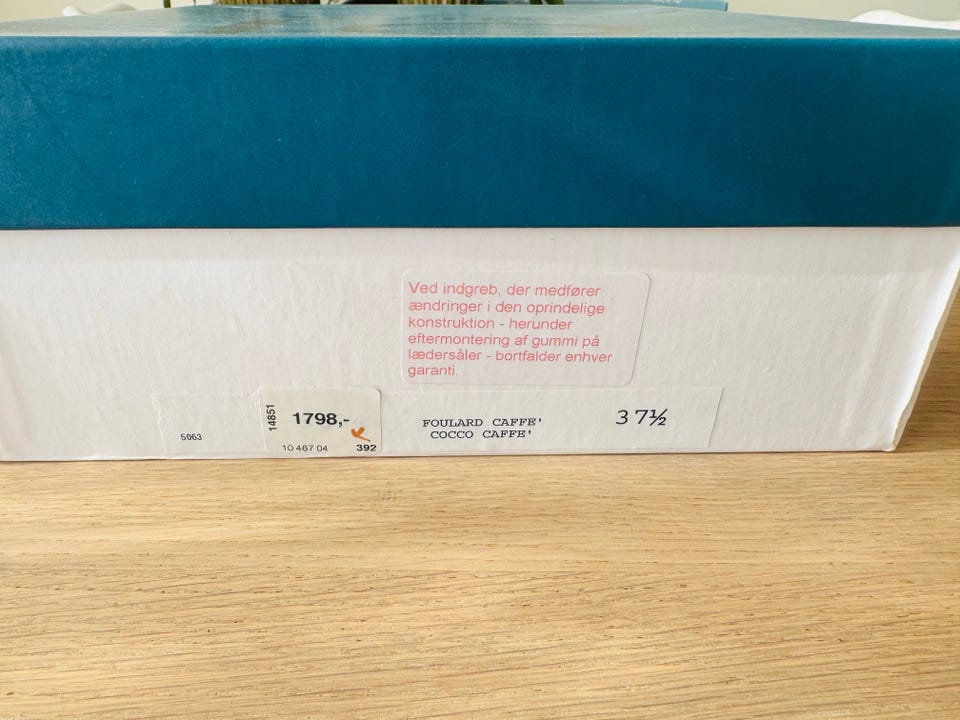 Ved indgreb, der medfører
ændringer i den oprindelige
konstruktion - herunder
eftermontering af gummi på
lædersåler - bortfalder enhver
garanti.
5063
14851
1798,-
10 467 04 392
FOULARD CAFFE'
COCCO CAFFE'
37½